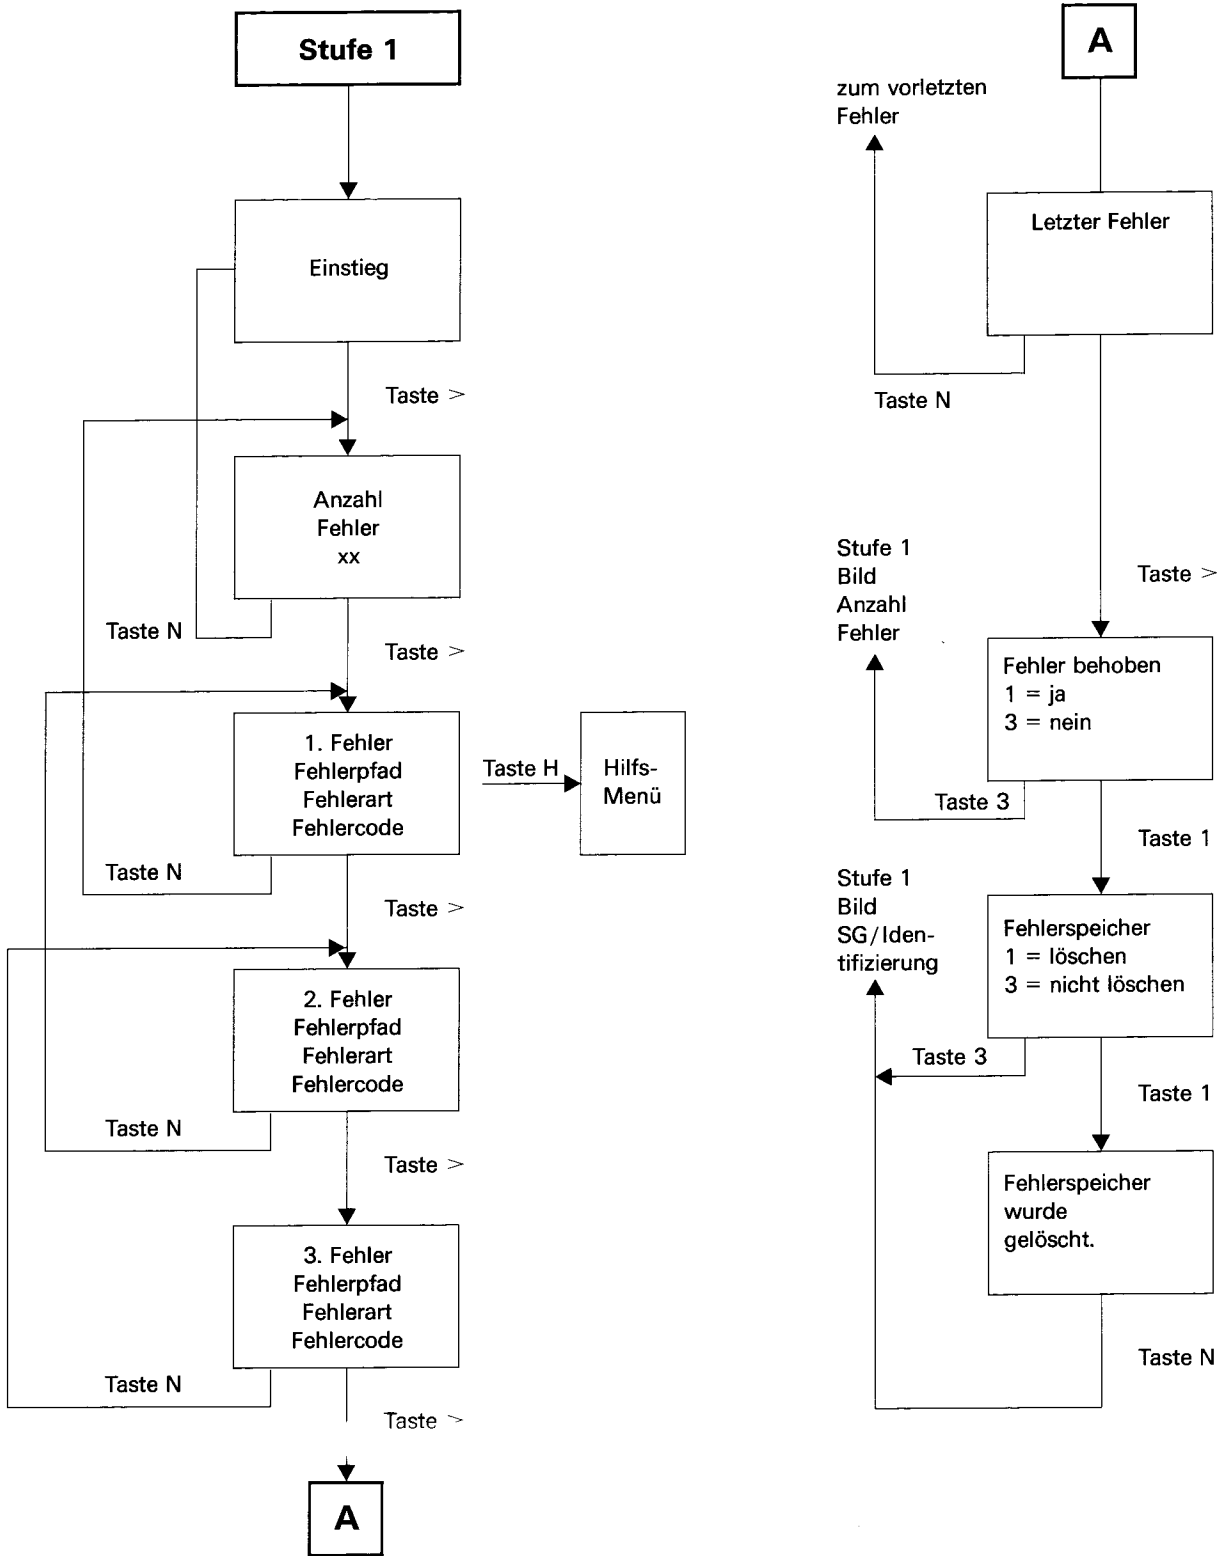 Stufe 1
Einstieg
Taste >
Anzahl
Fehler
xx
Taste N
Taste >
1. Fehler
Fehlerpfad
Fehlerart
Fehlercode
Taste H
Hilfs-
Menü
Taste N
Taste >
2. Fehler
Fehlerpfad
Fehlerart
Fehlercode
Taste N
Taste >
3. Fehler
Fehlerpfad
Fehlerart
Fehlercode
Taste N
Taste >
A
A
zum vorletzten
Fehler
Letzter Fehler
Taste N
Taste >
Stufe 1
Bild
Anzahl
Fehler
Fehler behoben
1 = ja
3 = nein
Taste 3
Taste 1
Stufe 1
Bild
SG/Iden-
tifizierung
Fehlerspeicher
1 = löschen
3 = nicht löschen
Taste 3
Taste 1
Fehlerspeicher
wurde
gelöscht.
Taste N